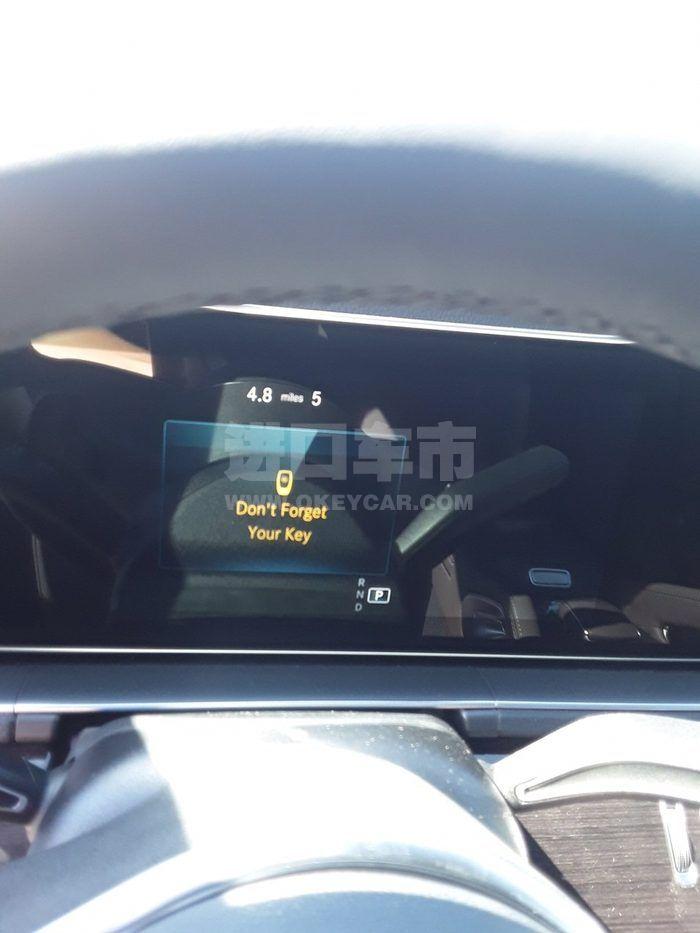 4.8 miles 5
进口车市
WWW.OKEYCAR.COM
Don't Forget
Your Key
R
N P
D